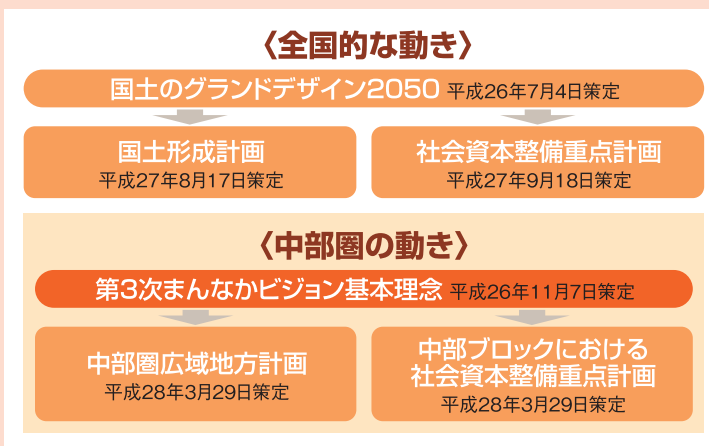 〈全国的な動き〉
国土のグランドデザイン2050 平成26年7月4日策定
国土形成計画
平成27年8月17日策定
社会資本整備重点計画
平成27年9月18日策定
〈中部圏の動き〉
第3次まんなかビジョン基本理念 平成26年11月7日策定
中部圏広域地方計画
平成28年3月29日策定
中部ブロックにおける
社会資本整備重点計画
平成28年3月29日策定